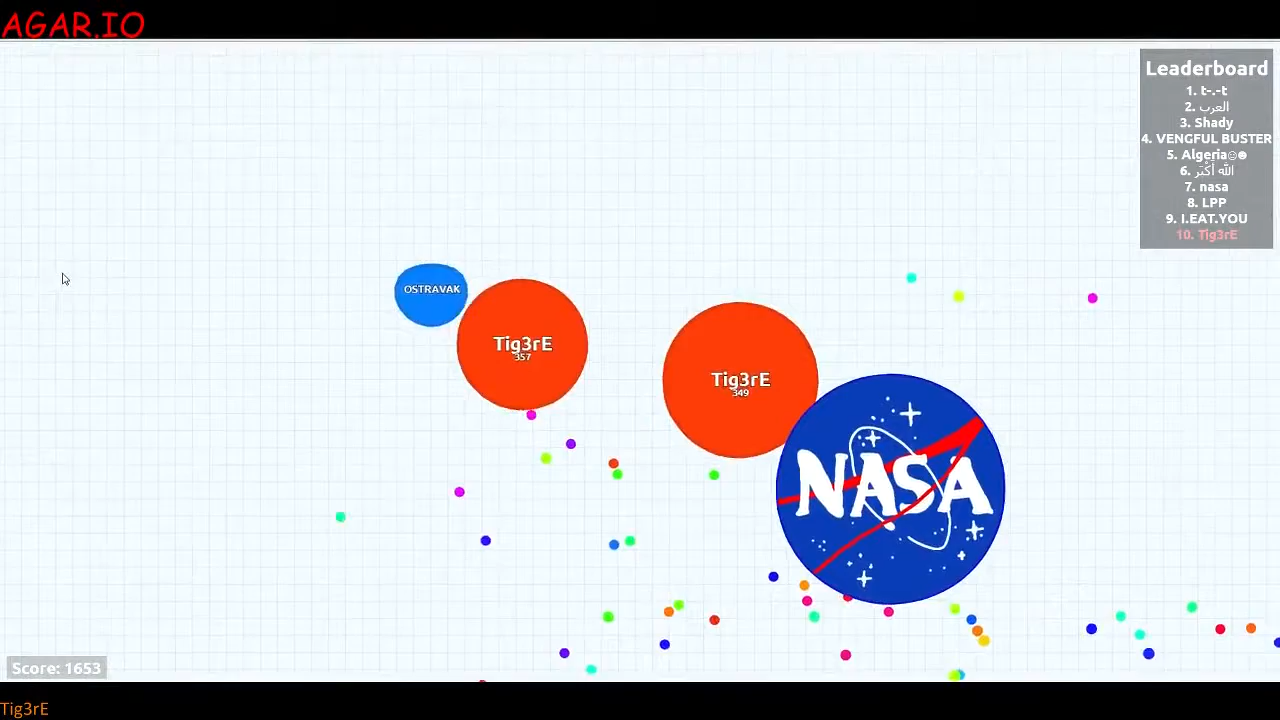 AGAR.IO
Leaderboard
1. t-.-t
2. العرب
3. Shady
4. VENGFUL BUSTER
5. Algeria☺☻
6. الله أَكْبَر
7. nasa
8. LPP
9. I.EAT.YOU
10. Tig3rE
OSTRAVAK
Tig3rE
357
Tig3rE
349
NASA
Score: 1653
Tig3rE